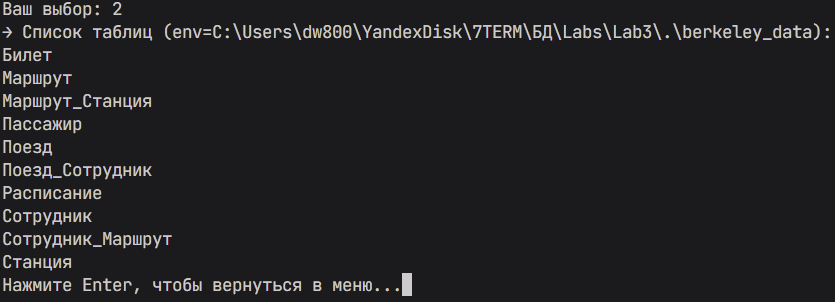 Ваш выбор: 2
→ Список таблиц (env=C:\Users\dw800\YandexDisk\7TERM\БД\Labs\Lab3\.\berkeley_data):
Билет
Маршрут
Маршрут_Станция
Пассажир
Поезд
Поезд_Сотрудник
Расписание
Сотрудник
Сотрудник_Маршрут
Станция
Нажмите Enter, чтобы вернуться в меню...